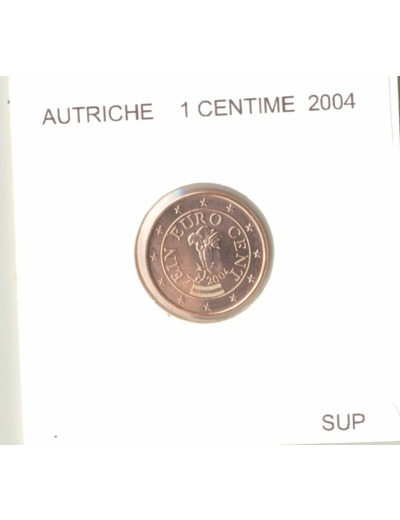 AUTRICHE 1 CENTIME 2004
EIN EURO CENT
2004
SUP